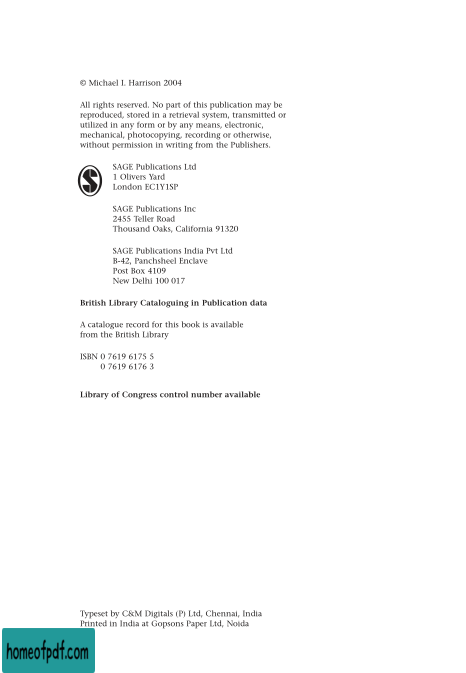 © Michael I. Harrison 2004
All rights reserved. No part of this publication may be
reproduced, stored in a retrieval system, transmitted or
utilized in any form or by any means, electronic,
mechanical, photocopying, recording or otherwise,
without permission in writing from the Publishers.
SAGE Publications Ltd
1 Olivers Yard
London EC1Y1SP
SAGE Publications Inc
2455 Teller Road
Thousand Oaks, California 91320
SAGE Publications India Pvt Ltd
B-42, Panchsheel Enclave
Post Box 4109
New Delhi 100 017
British Library Cataloguing in Publication data
A catalogue record for this book is available
from the British Library
ISBN 0 7619 6175 5
0 7619 6176 3
Library of Congress control number available
Typeset by C&M Digitals (P) Ltd, Chennai, India
Printed in India at Gopsons Paper Ltd, Noida
homeofpdf.com